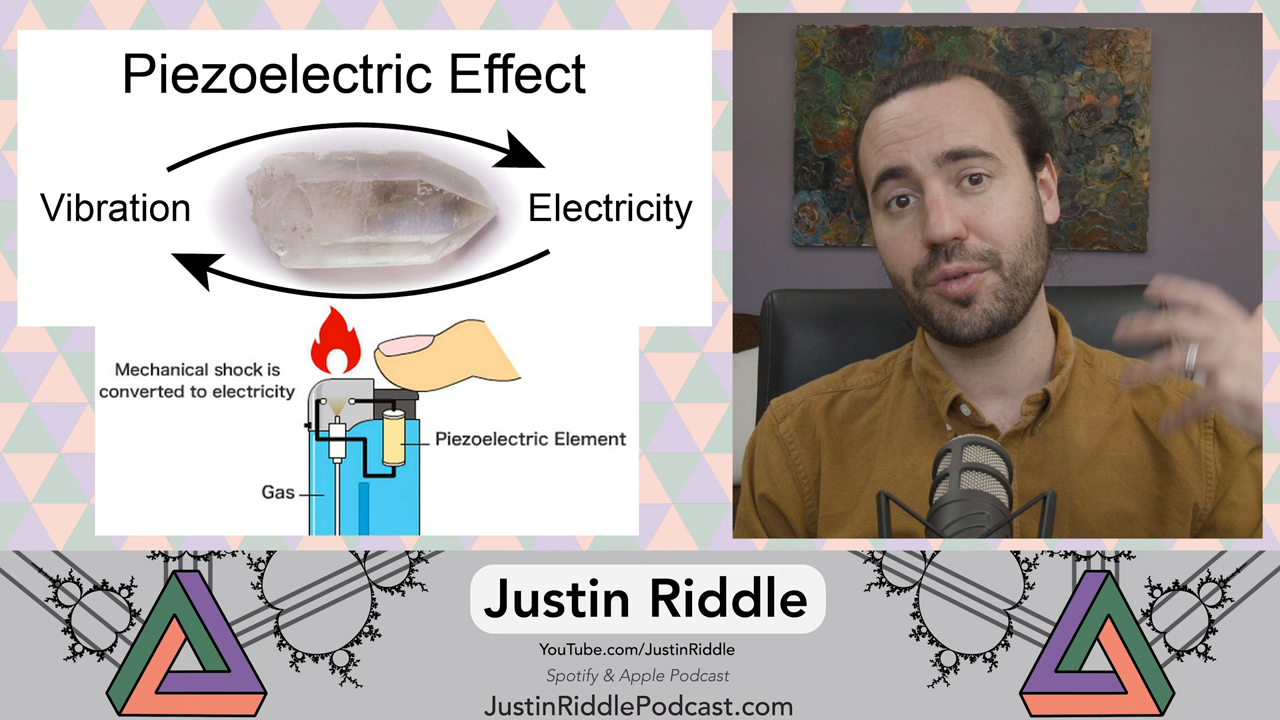 Piezoelectric Effect
Vibration
Electricity
Mechanical shock is
converted to electricity
Piezoelectric Element
Gas
Justin Riddle
YouTube.com/JustinRiddle
Spotify & Apple Podcast
JustinRiddlePodcast.com